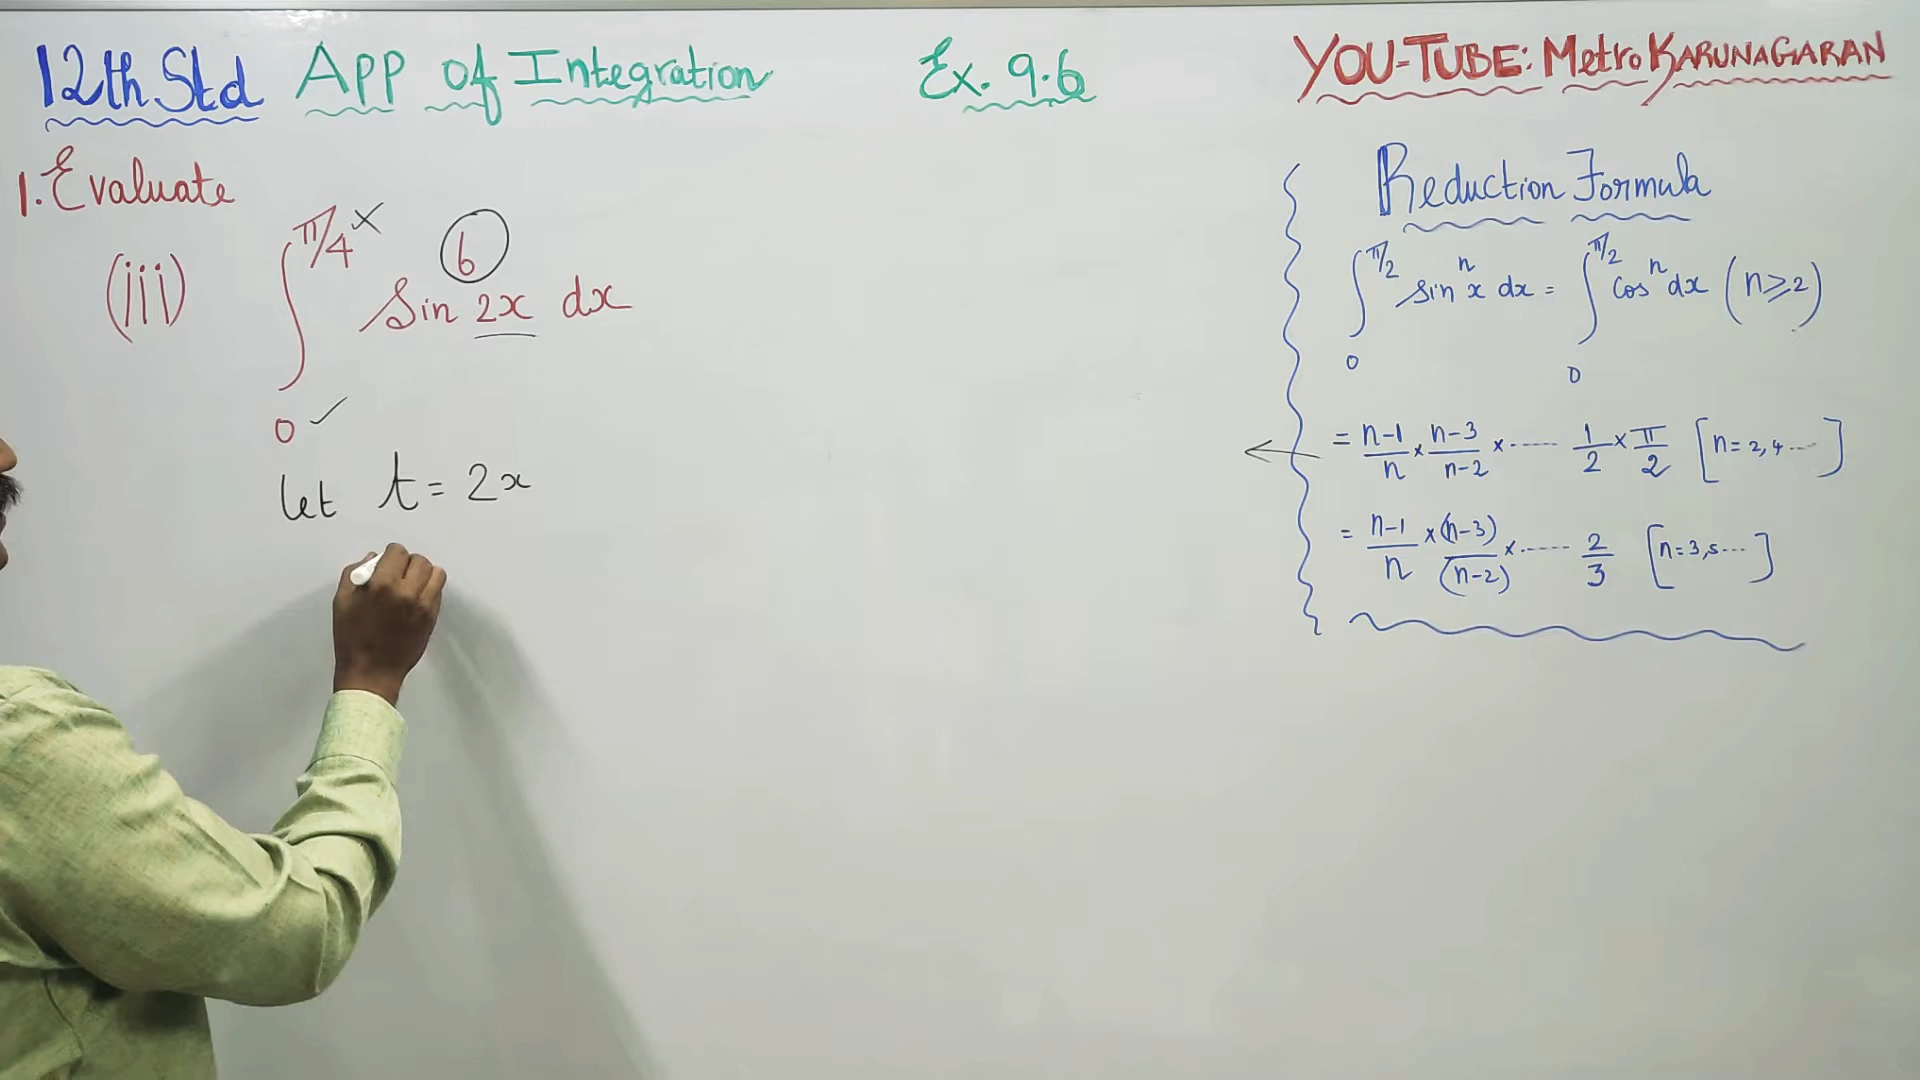 12th Std App of Integration Ex. 9.6 YOU-TUBE: Metro KARUNAGARAN
1. Evaluate
(iii) ∫₀^{π/4} sin⁶ 2x dx
× ✓
let t = 2x
Reduction Formula
∫₀^{π/2} sinⁿ x dx = ∫₀^{π/2} cosⁿ dx (n ≥ 2)
= n-1/n × n-3/n-2 × ...... 1/2 × π/2 [n = 2, 4 ...]
= n-1/n × (n-3)/(n-2) × ...... 2/3 [n = 3, 5 ...]